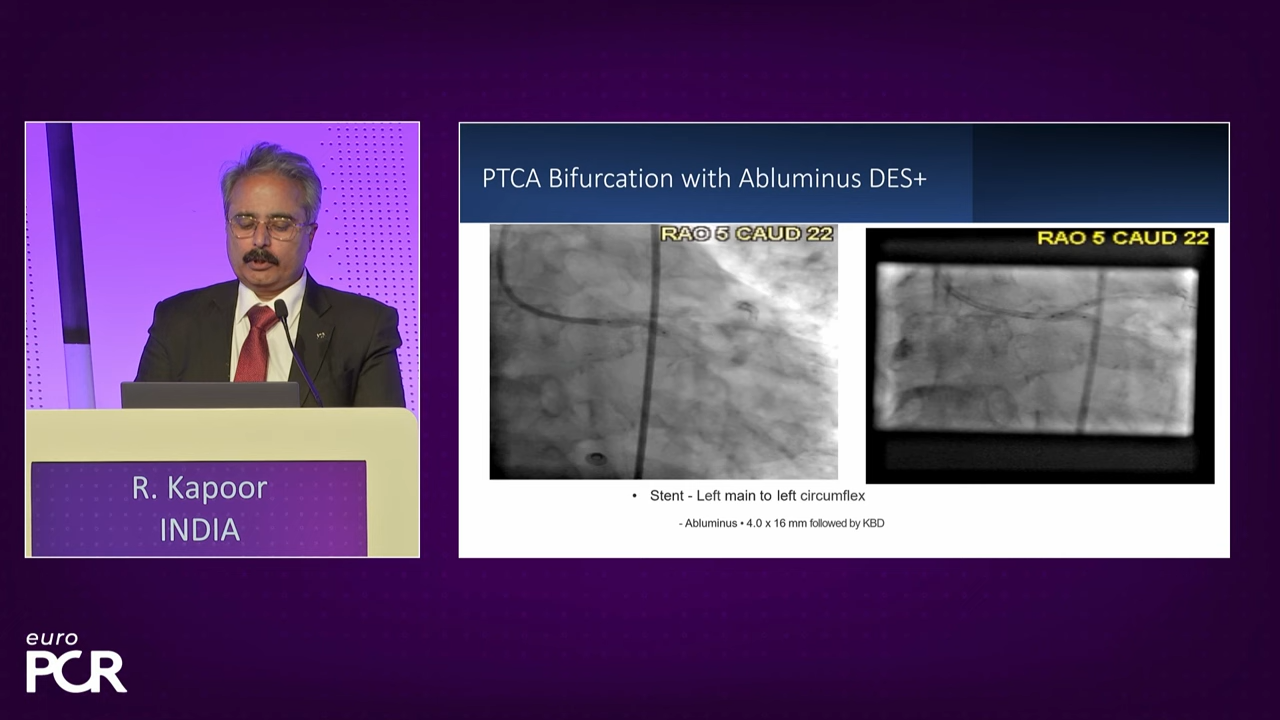 PTCA Bifurcation with Abluminus DES+
RAO 5 CAUD 22
RAO 5 CAUD 22
• Stent - Left main to left circumflex
- Abluminus • 4.0 x 16 mm followed by KBD
R. Kapoor
INDIA
euro
PCR